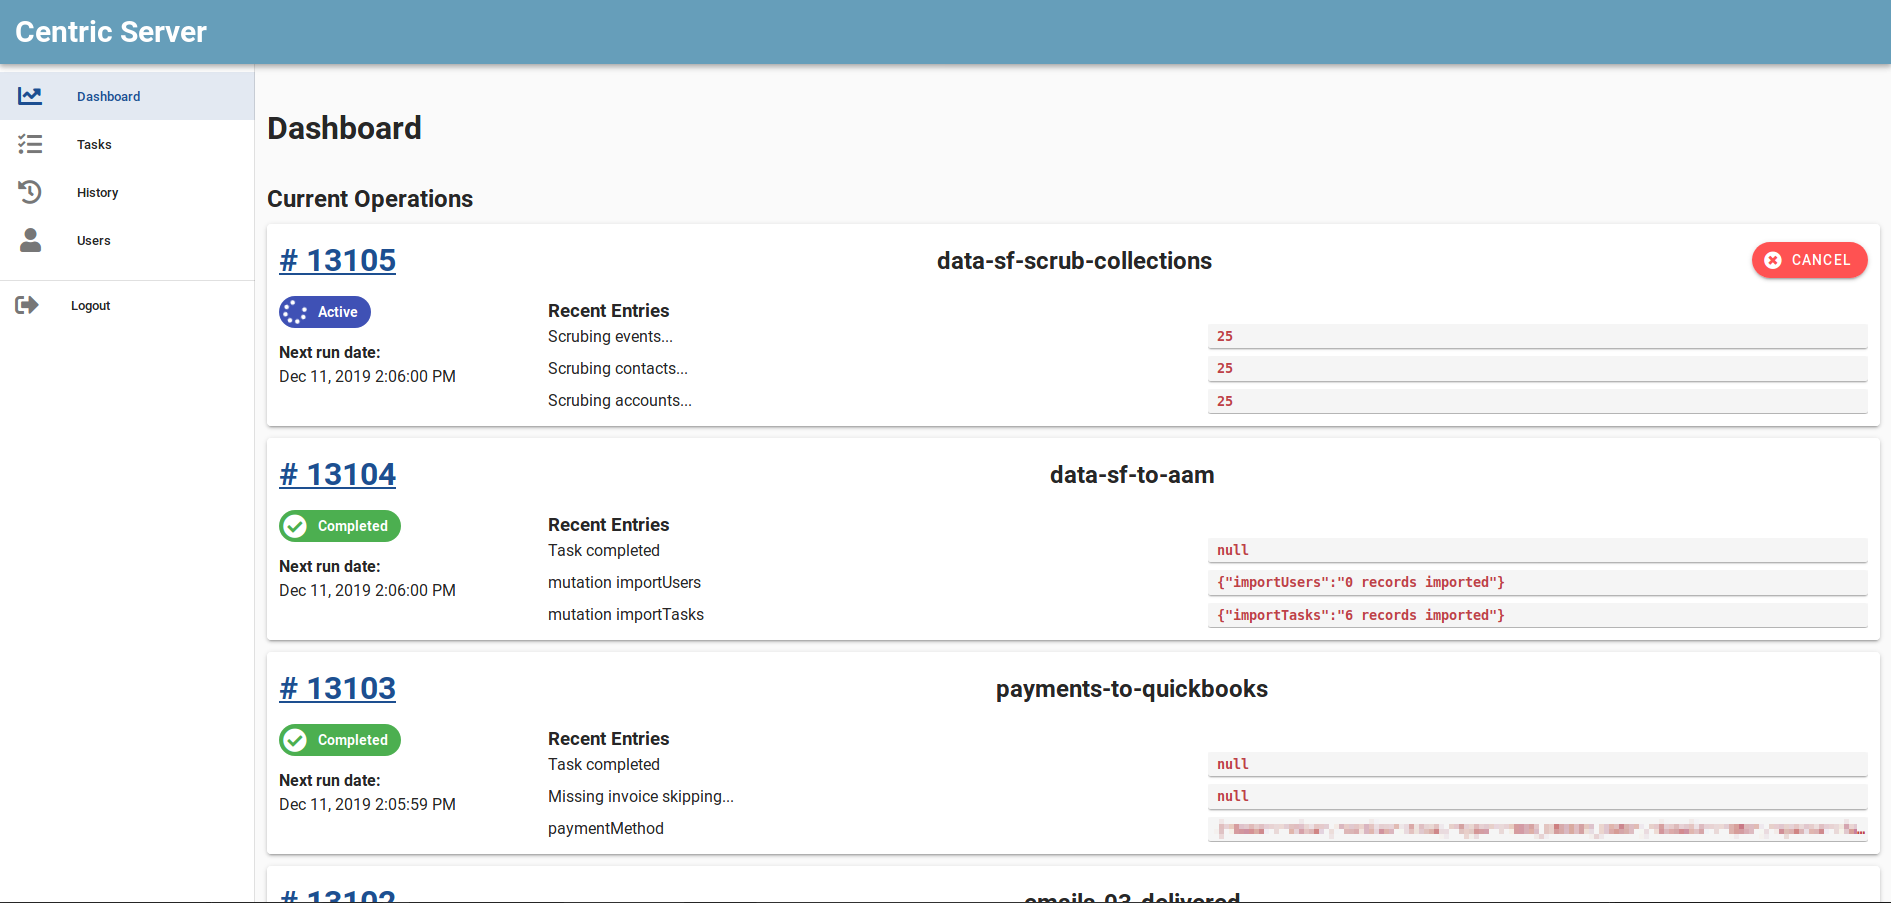 Centric Server
Dashboard
Tasks
History
Users
Logout
Dashboard
Current Operations
# 13105
data-sf-scrub-collections
CANCEL
Active
Next run date:
Dec 11, 2019 2:06:00 PM
Recent Entries
Scrubing events... 25
Scrubing contacts... 25
Scrubing accounts... 25
# 13104
data-sf-to-aam
Completed
Next run date:
Dec 11, 2019 2:06:00 PM
Recent Entries
Task completed null
mutation importUsers {"importUsers":"0 records imported"}
mutation importTasks {"importTasks":"6 records imported"}
# 13103
payments-to-quickbooks
Completed
Next run date:
Dec 11, 2019 2:05:59 PM
Recent Entries
Task completed null
Missing invoice skipping... null
paymentMethod
# 13102
emails-03-delivered